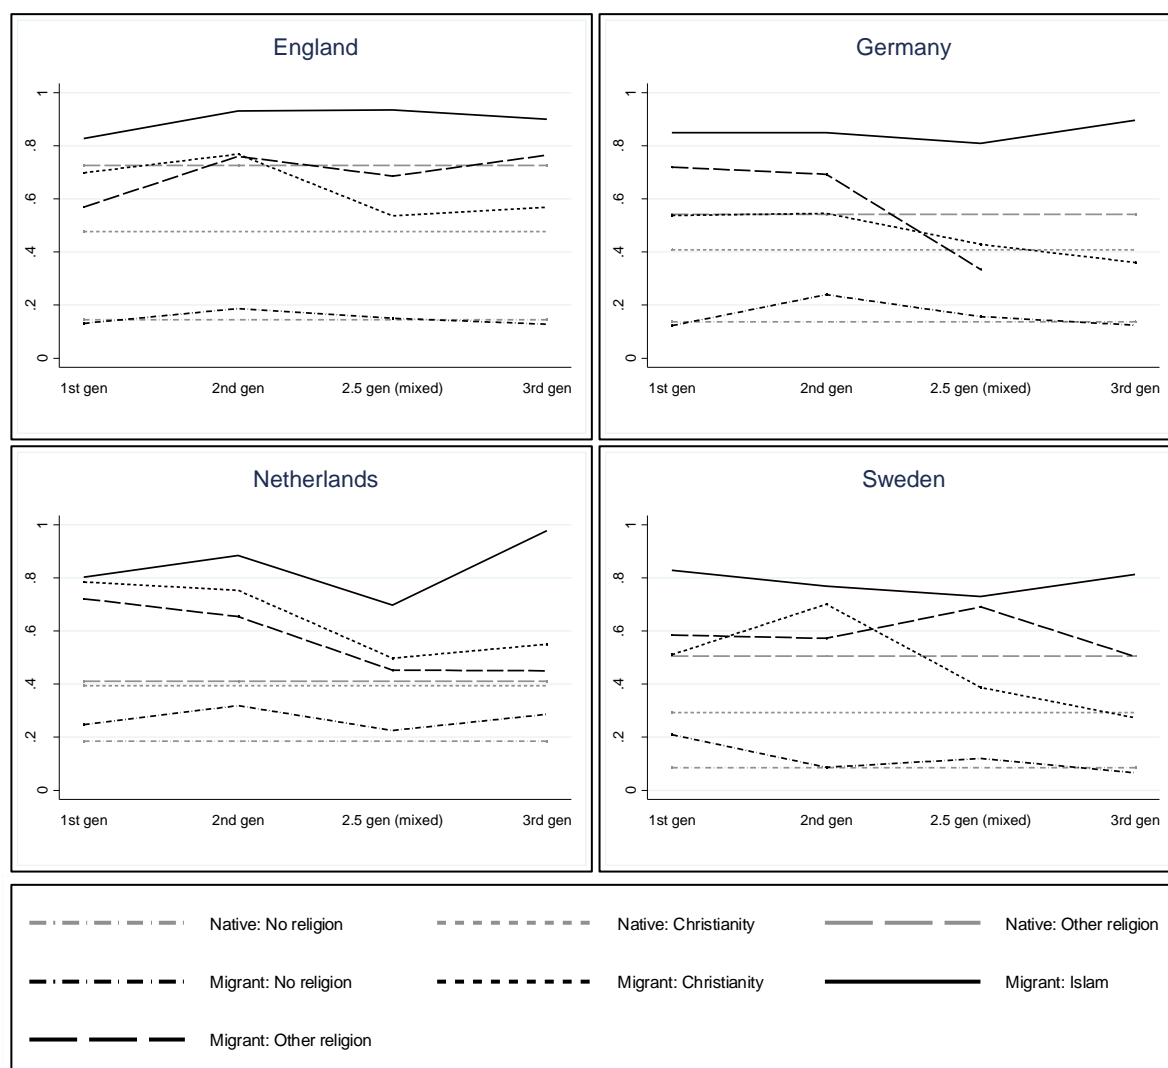 England
1
.8
.6
.4
.2
0
1st gen 2nd gen 2.5 gen (mixed) 3rd gen
Germany
1
.8
.6
.4
.2
0
1st gen 2nd gen 2.5 gen (mixed) 3rd gen
Netherlands
1
.8
.6
.4
.2
0
1st gen 2nd gen 2.5 gen (mixed) 3rd gen
Sweden
1
.8
.6
.4
.2
0
1st gen 2nd gen 2.5 gen (mixed) 3rd gen
Native: No religion Native: Christianity Native: Other religion
Migrant: No religion Migrant: Christianity Migrant: Islam
Migrant: Other religion